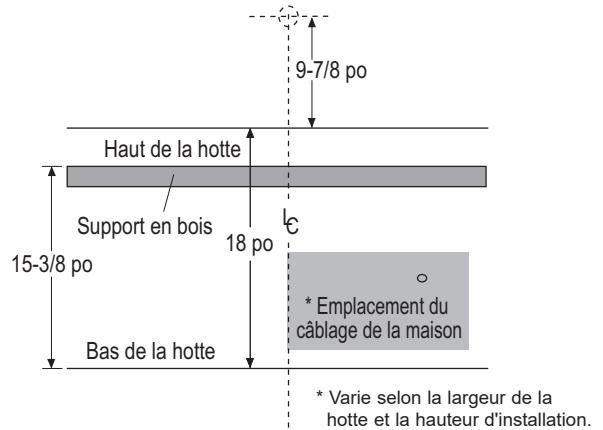 9-7/8 po
Haut de la hotte
Support en bois
℄
18 po
15-3/8 po
* Emplacement du
câblage de la maison
Bas de la hotte
* Varie selon la largeur de la
hotte et la hauteur d'installation.